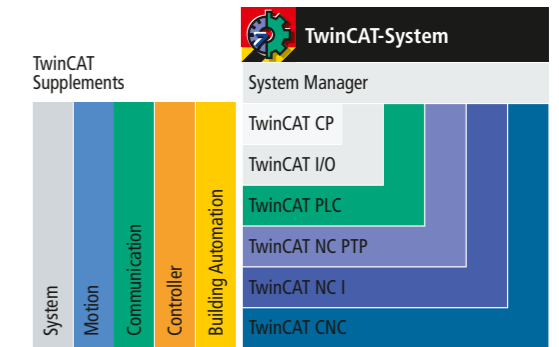 TwinCAT
Supplements
System
Motion
Communication
Controller
Building Automation
TwinCAT-System
System Manager
TwinCAT CP
TwinCAT I/O
TwinCAT PLC
TwinCAT NC PTP
TwinCAT NC I
TwinCAT CNC